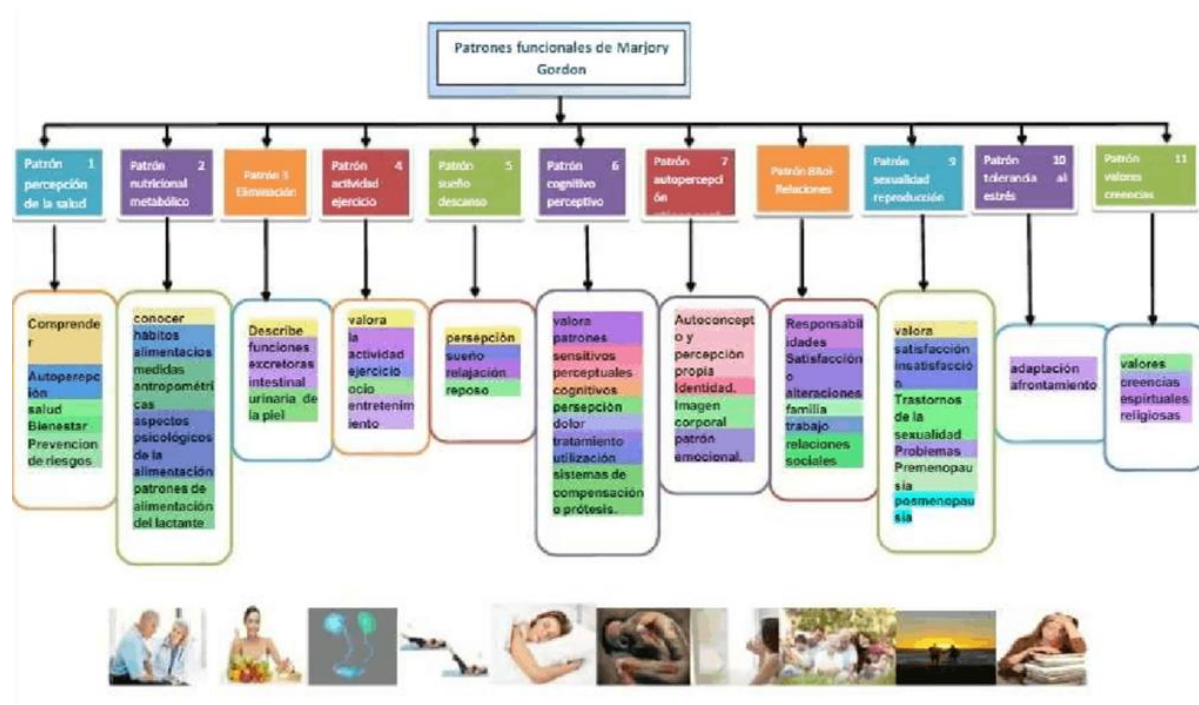 Patrones funcionales de Marjory
Gordon
Patrón 1
percepción
de la salud
Patrón 2
nutricional
metabólico
Patrón 3
Eliminación
Patrón 4
actividad
ejercicio
Patrón 5
sueño
descanso
Patrón 6
cognitivo
perceptivo
Patrón 7
autopercepci
ón
Patrón 8Rol-
Relaciones
Patrón 9
sexualidad
reproducción
Patrón 10
tolerancia al
estrés
Patrón 11
valores
creencias
Comprende
r
Autoperepci
ón
salud
Bienestar
Prevencion
de riesgos
conocer
hábitos
alimentacios
medidas
antropométri
cas
aspectos
psicológicos
de la
alimentación
patrones de
alimentación
del lactante
Describe
funciones
excretoras
intestinal
urinaria de
la piel
valora
la
actividad
ejercicio
ocio
entretenim
iento
persepción
sueño
relajación
reposo
valora
patrones
sensitivos
perceptuales
cognitivos
persepción
dolor
tratamiento
utilización
sistemas de
compensación
o prótesis.
Autoconcept
o y
percepción
propia
Identidad.
Imagen
corporal
patrón
emocional.
Responsabil
idades
Satisfacción
o
alteraciones
familia
trabajo
relaciones
sociales
valora
satisfacción
insatisfacció
n
Trastornos
de la
sexualidad
Problemas
Premenopau
sia
posmenopau
sia
adaptación
afrontamiento
valores
creencias
espirtuales
religiosas